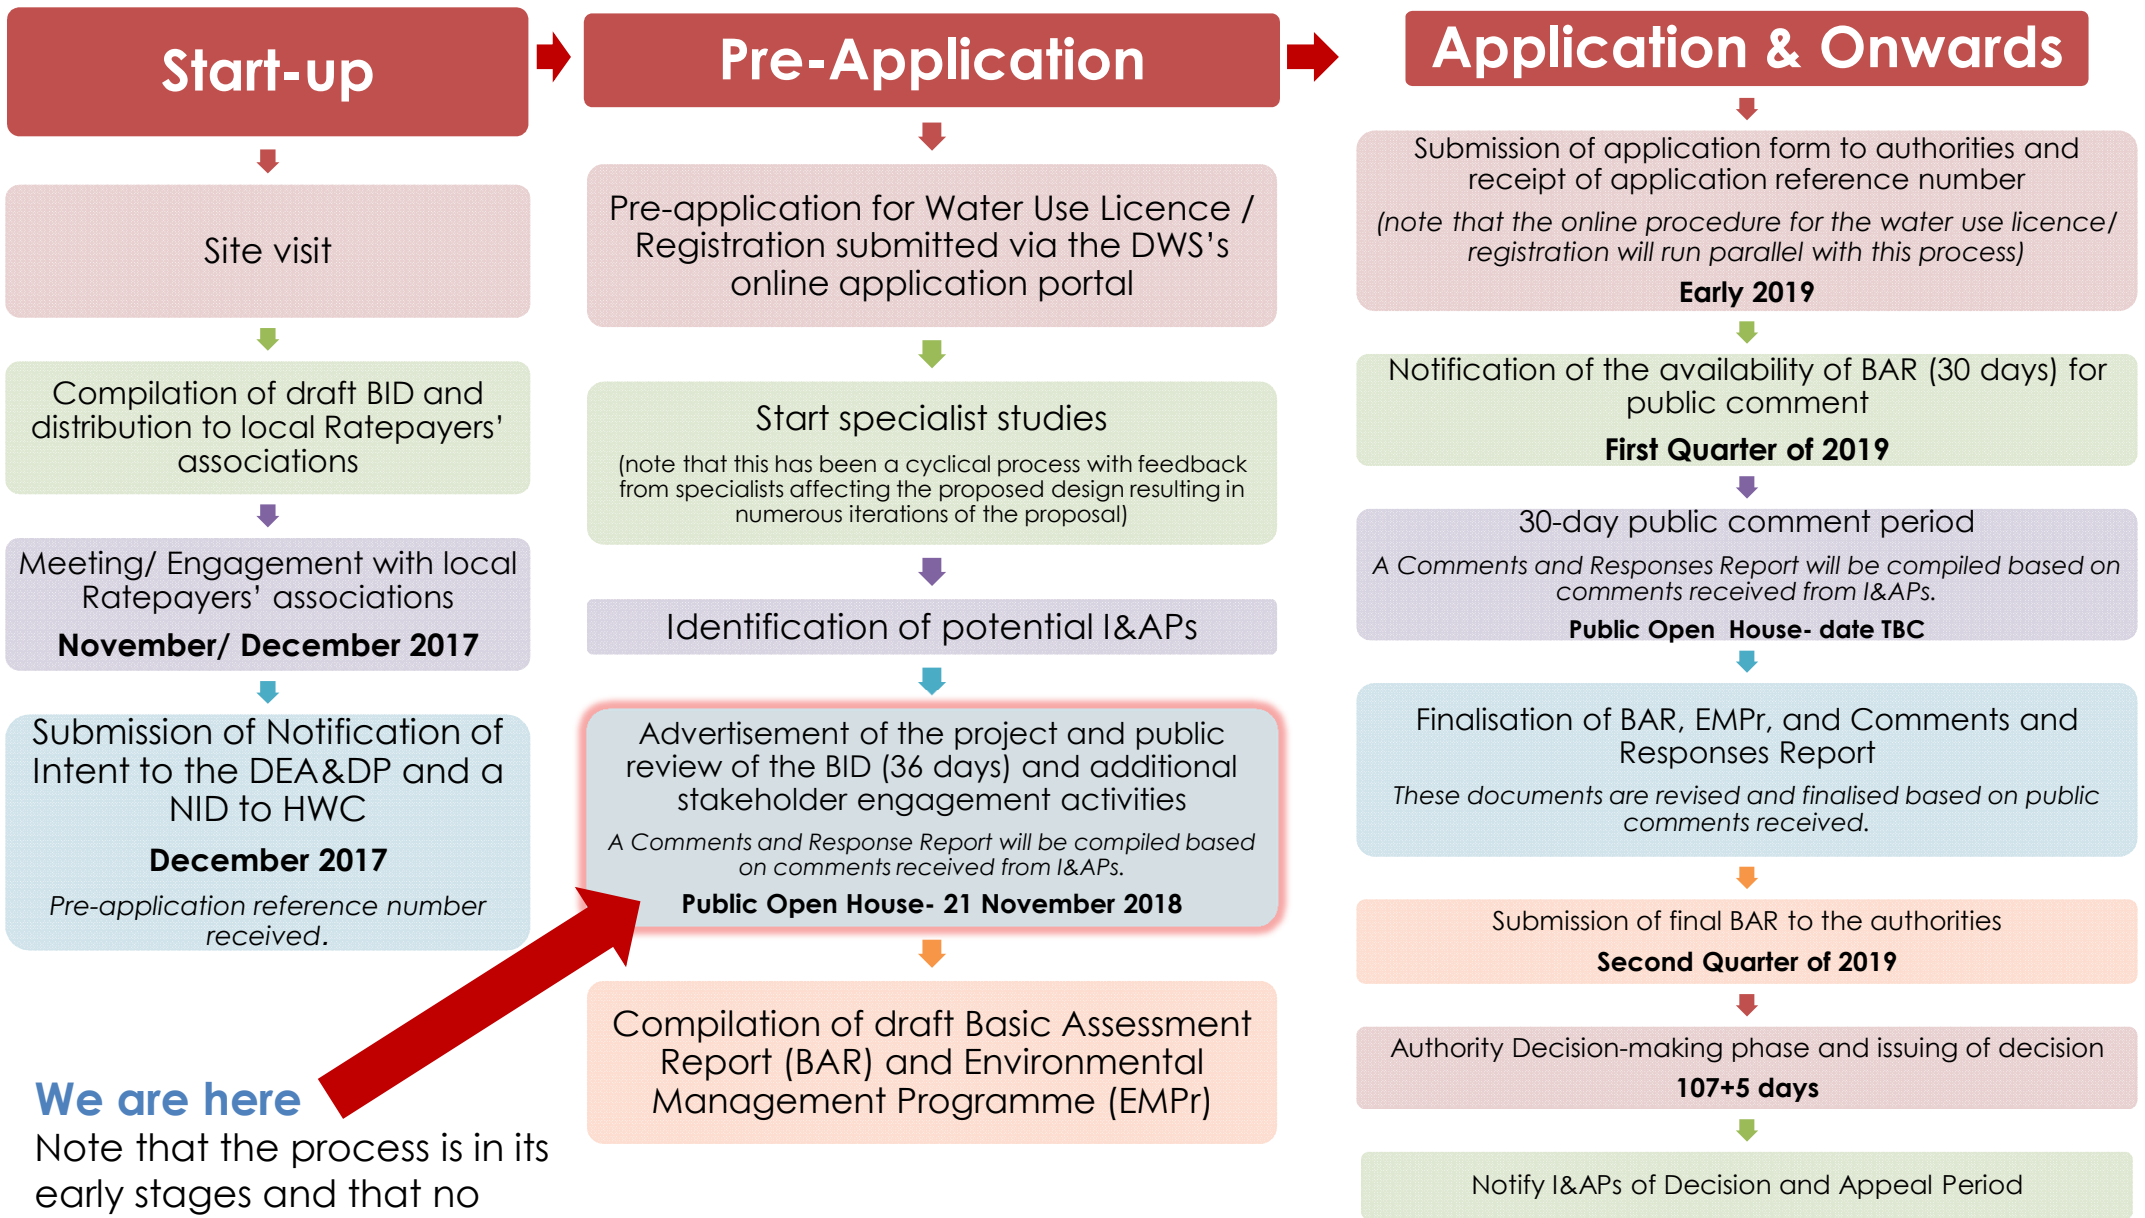 Start-up
Site visit
Compilation of draft BID and
distribution to local Ratepayers'
associations
Meeting/ Engagement with local
Ratepayers' associations
November/ December 2017
Submission of Notification of
Intent to the DEA&DP and a
NID to HWC
December 2017
Pre-application reference number
received.
We are here
Note that the process is in its
early stages and that no
Pre-Application
Pre-application for Water Use Licence /
Registration submitted via the DWS's
online application portal
Start specialist studies
(note that this has been a cyclical process with feedback
from specialists affecting the proposed design resulting in
numerous iterations of the proposal)
Identification of potential I&APs
Advertisement of the project and public
review of the BID (36 days) and additional
stakeholder engagement activities
A Comments and Response Report will be compiled based
on comments received from I&APs.
Public Open House- 21 November 2018
Compilation of draft Basic Assessment
Report (BAR) and Environmental
Management Programme (EMPr)
Application & Onwards
Submission of application form to authorities and
receipt of application reference number
(note that the online procedure for the water use licence/
registration will run parallel with this process)
Early 2019
Notification of the availability of BAR (30 days) for
public comment
First Quarter of 2019
30-day public comment period
A Comments and Responses Report will be compiled based on
comments received from I&APs.
Public Open House- date TBC
Finalisation of BAR, EMPr, and Comments and
Responses Report
These documents are revised and finalised based on public
comments received.
Submission of final BAR to the authorities
Second Quarter of 2019
Authority Decision-making phase and issuing of decision
107+5 days
Notify I&APs of Decision and Appeal Period